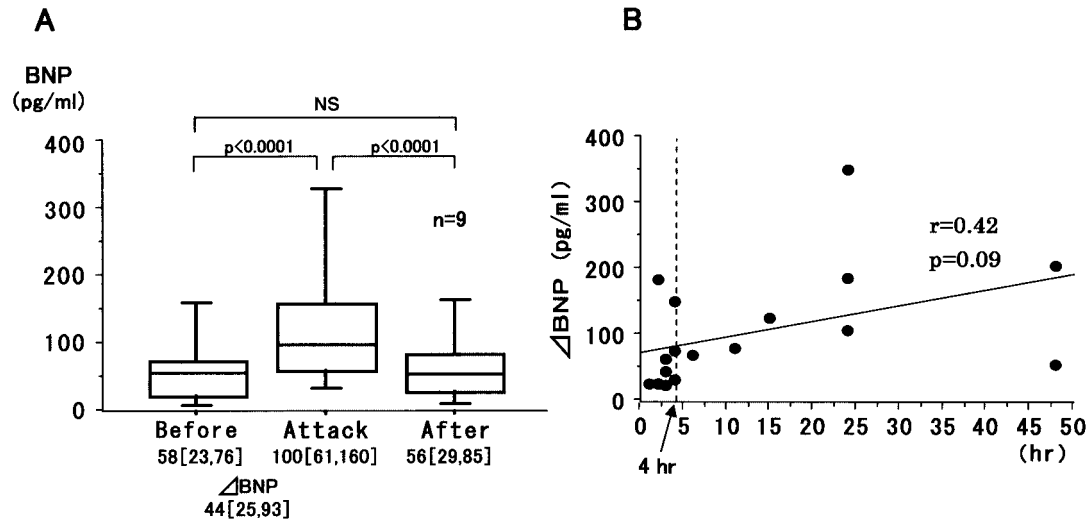 A
BNP
(pg/ml)
NS
p<0.0001
p<0.0001
n=9
400
300
200
100
0
Before
Attack
After
58[23,76]
100[61,160]
56[29,85]
⊿BNP
44[25,93]
B
⊿BNP (pg/ml)
400
300
200
100
0
r=0.42
p=0.09
0 5 10 15 20 25 30 35 40 45 50
(hr)
4 hr